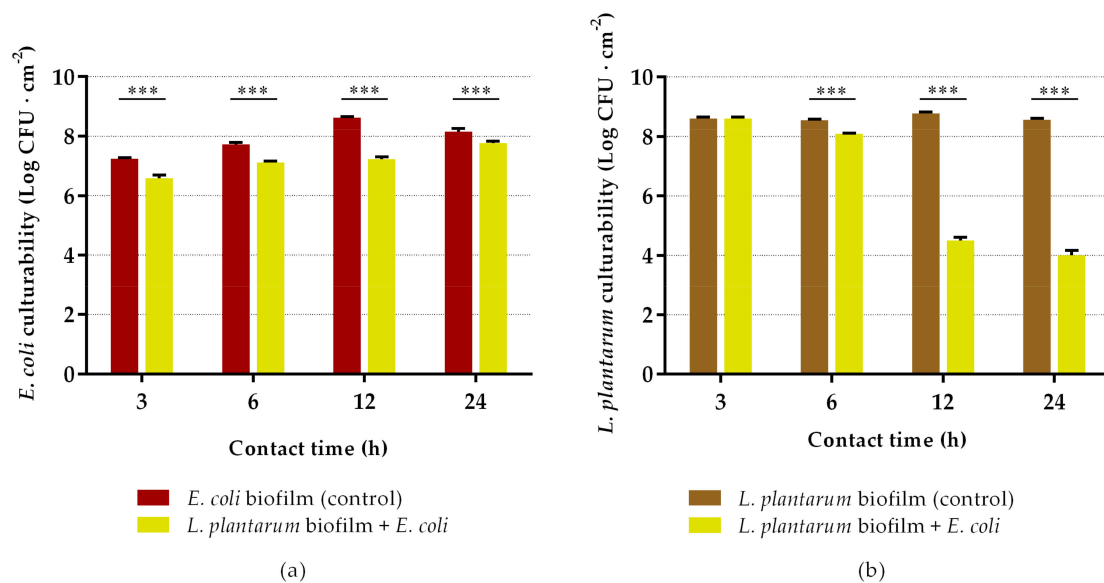 E. coli culturability (Log CFU · cm-2)
10
8
6
4
2
0
***
***
***
***
3
6
12
24
Contact time (h)
E. coli biofilm (control)
L. plantarum biofilm + E. coli
(a)
L. plantarum culturability (Log CFU · cm-2)
10
8
6
4
2
0
***
***
***
3
6
12
24
Contact time (h)
L. plantarum biofilm (control)
L. plantarum biofilm + E. coli
(b)